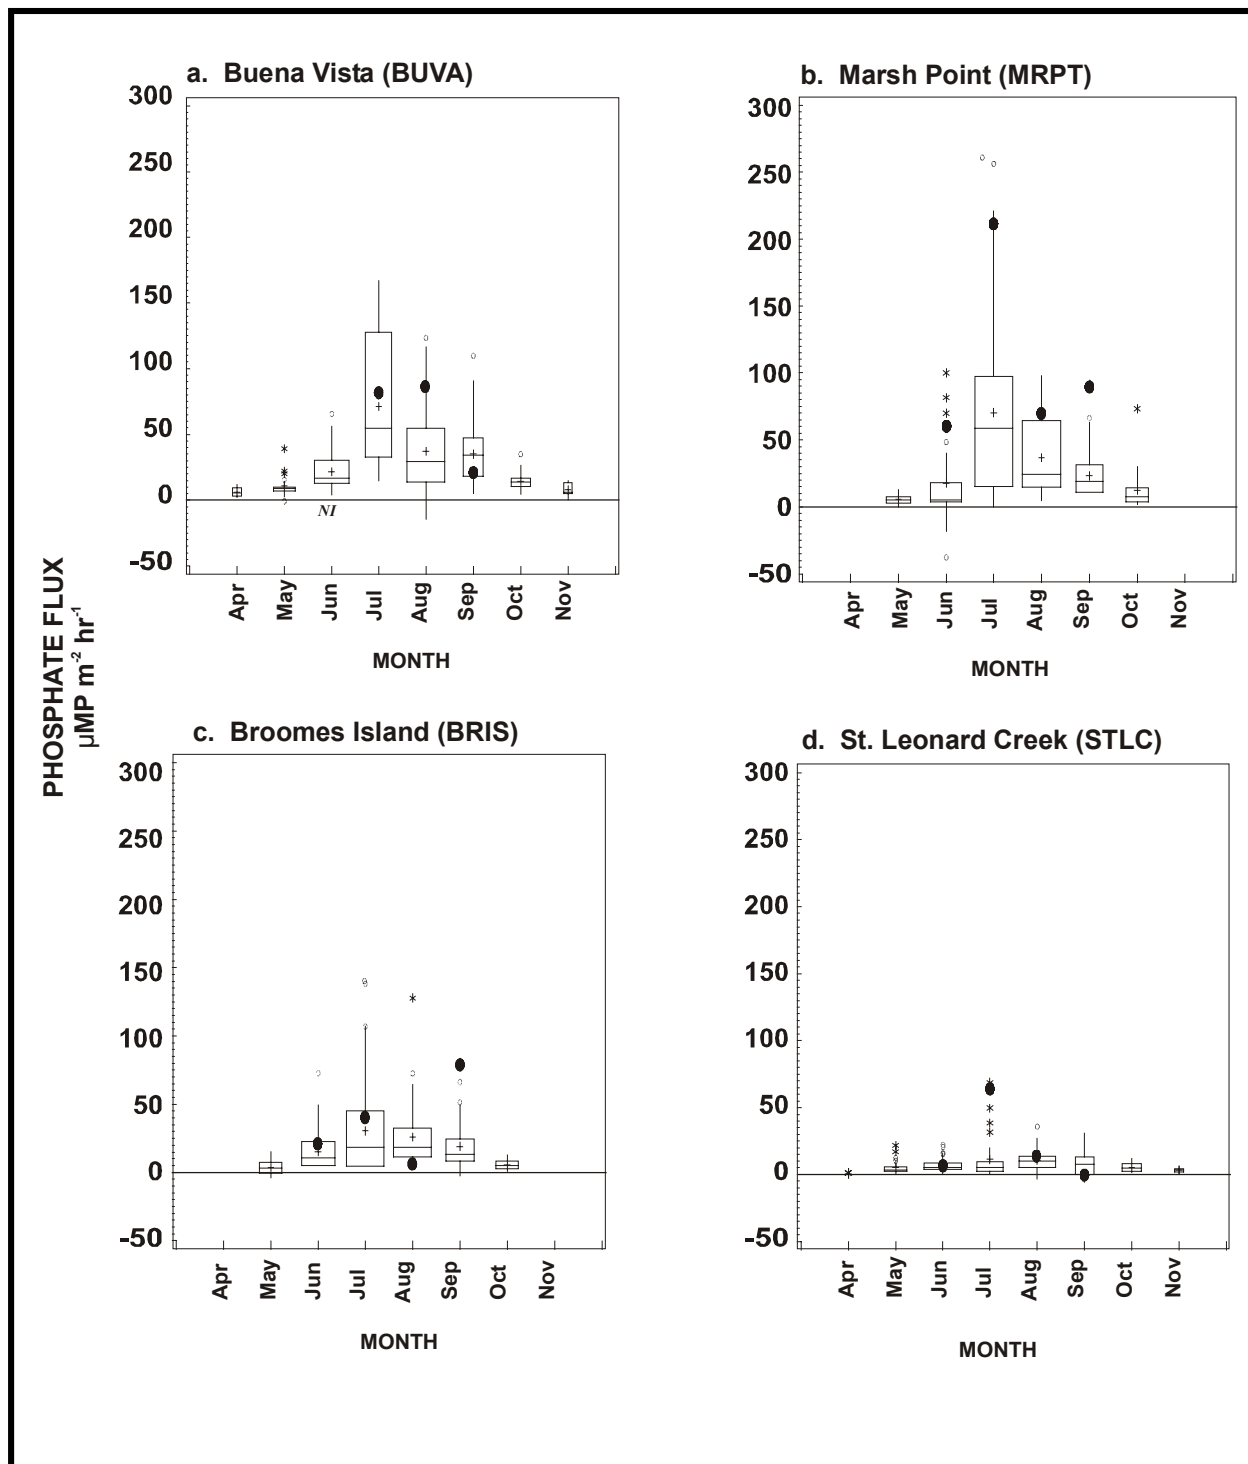 a. Buena Vista (BUVA)
300
250
200
150
100
50
0
-50
NI
Apr
May
Jun
Jul
Aug
Sep
Oct
Nov
MONTH
b. Marsh Point (MRPT)
300
250
200
150
100
50
0
-50
Apr
May
Jun
Jul
Aug
Sep
Oct
Nov
MONTH
PHOSPHATE FLUX
µMP m⁻² hr⁻¹
c. Broomes Island (BRIS)
300
250
200
150
100
50
0
-50
Apr
May
Jun
Jul
Aug
Sep
Oct
Nov
MONTH
d. St. Leonard Creek (STLC)
300
250
200
150
100
50
0
-50
Apr
May
Jun
Jul
Aug
Sep
Oct
Nov
MONTH